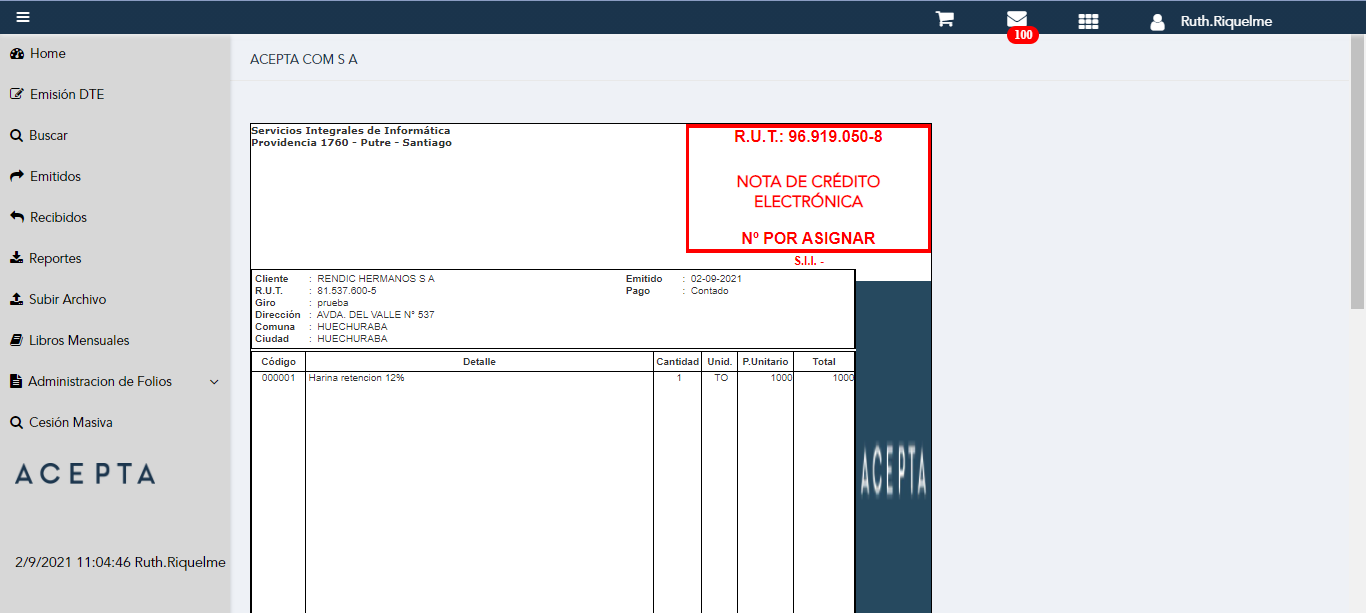 Ruth.Riquelme
100
Home
Emisión DTE
Buscar
Emitidos
Recibidos
Reportes
Subir Archivo
Libros Mensuales
Administracion de Folios
Cesión Masiva
ACEPTA
2/9/2021 11:04:46 Ruth.Riquelme
ACEPTA COM S A
Servicios Integrales de Informática
Providencia 1760 - Putre - Santiago
R.U.T.: 96.919.050-8
NOTA DE CRÉDITO
ELECTRÓNICA
Nº POR ASIGNAR
S.I.I. -
Cliente : RENDIC HERMANOS S A Emitido : 02-09-2021
R.U.T. : 81.537.600-5 Pago : Contado
Giro : prueba
Dirección : AVDA. DEL VALLE N° 537
Comuna : HUECHURABA
Ciudad : HUECHURABA
Código Detalle Cantidad Unid. P.Unitario Total
000001 Harina retencion 12% 1 TO 1000 1000
ACEPTA